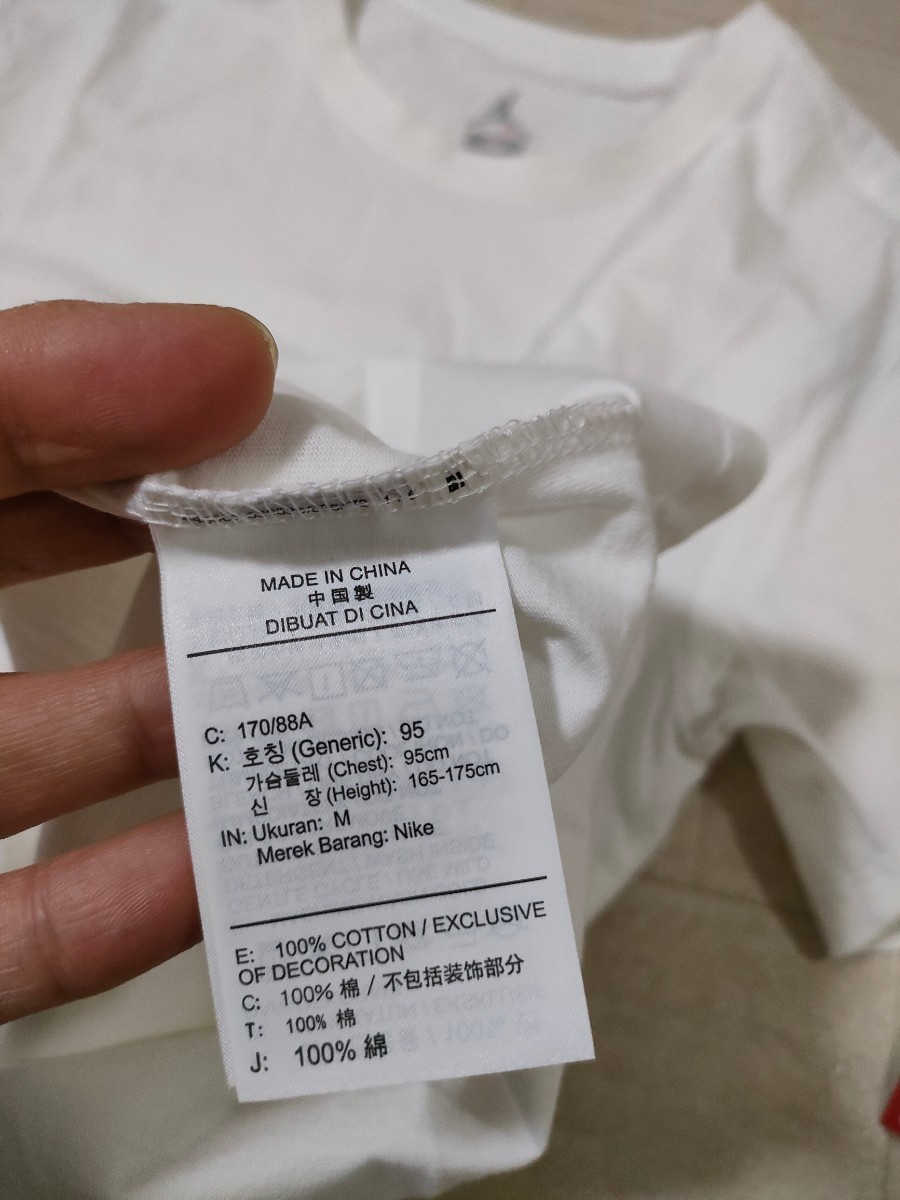 MADE IN CHINA
中国製
DIBUAT DI CINA
C: 170/88A
K: 호칭 (Generic): 95
가슴둘레 (Chest): 95cm
신 장 (Height): 165-175cm
IN: Ukuran: M
Merek Barang: Nike
E: 100% COTTON / EXCLUSIVE
OF DECORATION
C: 100% 棉 / 不包括装饰部分
T: 100% 棉
J: 100% 綿